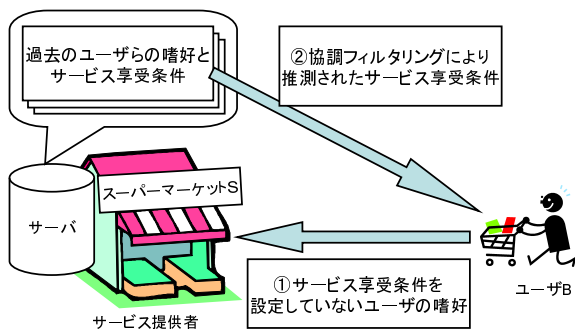 過去のユーザらの嗜好と
サービス享受条件
②協調フィルタリングにより
推測されたサービス享受条件
スーパーマーケットS
サーバ
①サービス享受条件を
設定していないユーザの嗜好
ユーザB
サービス提供者